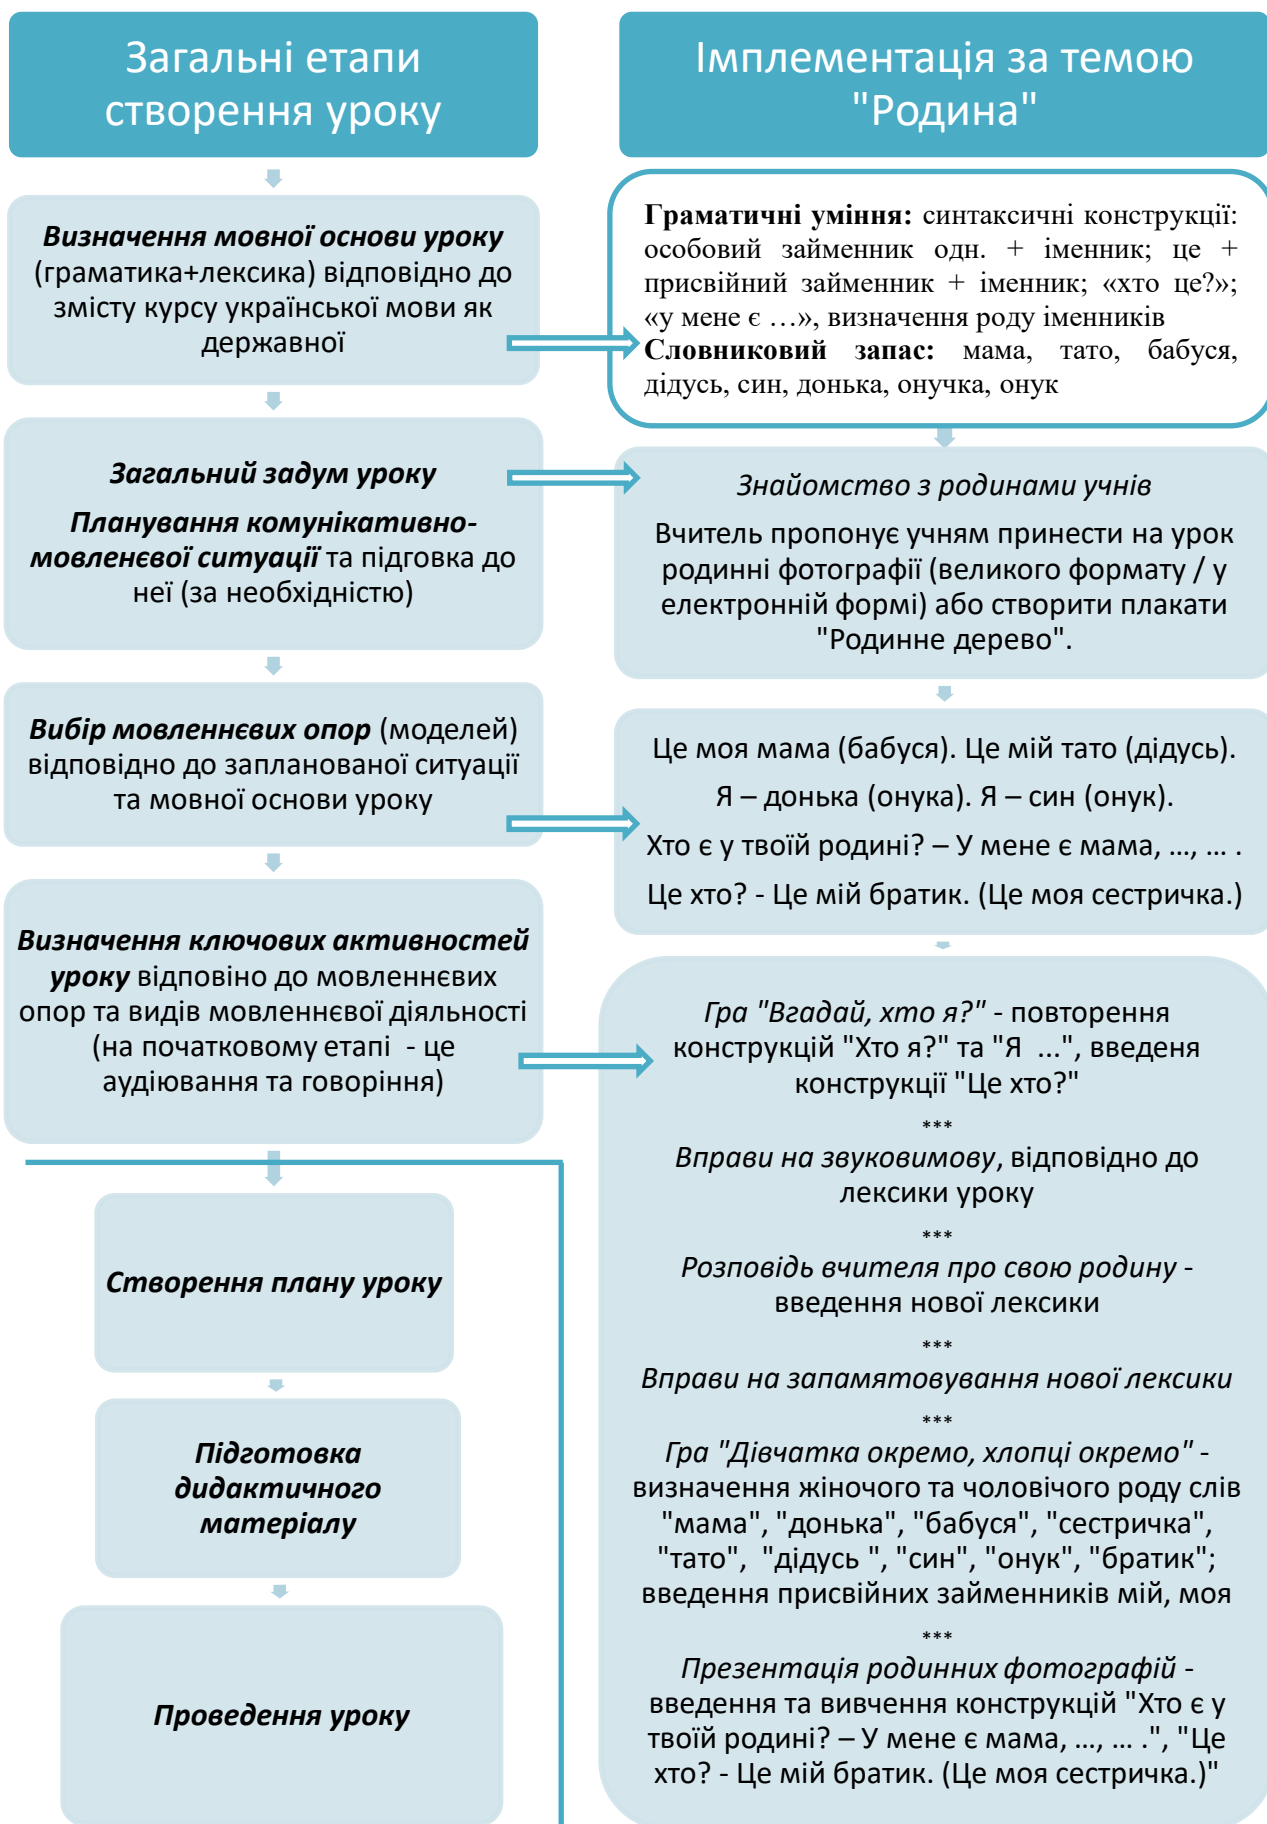 Загальні етапи
створення уроку
Визначення мовної основи уроку
(граматика+лексика) відповідно до
змісту курсу української мови як
державної
Загальний задум уроку
Планування комунікативно-
мовленєвої ситуації та підговка до
неї (за необхідністю)
Вибір мовленнєвих опор (моделей)
відповідно до запланованої ситуації
та мовної основи уроку
Визначення ключових активностей
уроку відповіно до мовленнєвих
опор та видів мовленнєвої діяльності
(на початковому етапі - це
аудіювання та говоріння)
Створення плану уроку
Підготовка
дидактичного
матеріалу
Проведення уроку
Імплементація за темою
"Родина"
Граматичні уміння: синтаксичні конструкції:
особовий займенник одн. + іменник; це +
присвійний займенник + іменник; «хто це?»;
«у мене є …», визначення роду іменників
Словниковий запас: мама, тато, бабуся,
дідусь, син, донька, онучка, онук
Знайомство з родинами учнів
Вчитель пропонує учням принести на урок
родинні фотографії (великого формату / у
електронній формі) або створити плакати
"Родинне дерево".
Це моя мама (бабуся). Це мій тато (дідусь).
Я – донька (онука). Я – син (онук).
Хто є у твоїй родині? – У мене є мама, …, … .
Це хто? - Це мій братик. (Це моя сестричка.)
Гра "Вгадай, хто я?" - повторення
конструкцій "Хто я?" та "Я ...", введеня
конструкції "Це хто?"
***
Вправи на звуковимову, відповідно до
лексики уроку
***
Розповідь вчителя про свою родину -
введення нової лексики
***
Вправи на запамятовування нової лексики
***
Гра "Дівчатка окремо, хлопці окремо" -
визначення жіночого та чоловічого роду слів
"мама", "донька", "бабуся", "сестричка",
"тато", "дідусь ", "син", "онук", "братик";
введення присвійних займенників мій, моя
***
Презентація родинних фотографій -
введення та вивчення конструкцій "Хто є у
твоїй родині? – У мене є мама, …, … .", "Це
хто? - Це мій братик. (Це моя сестричка.)"